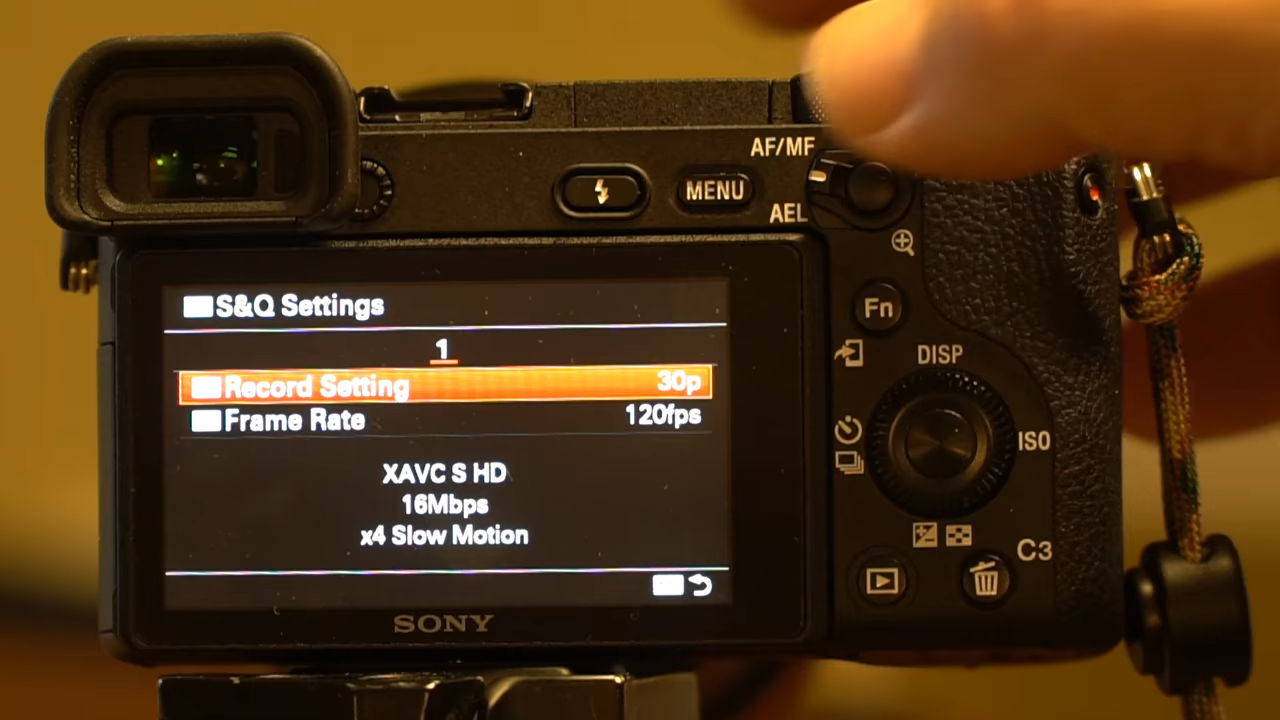 AF/MF
MENU
AEL
S&Q Settings
1
Record Setting 30p
Frame Rate 120fps
XAVC S HD
16Mbps
x4 Slow Motion
SONY
Fn
DISP
ISO
C3